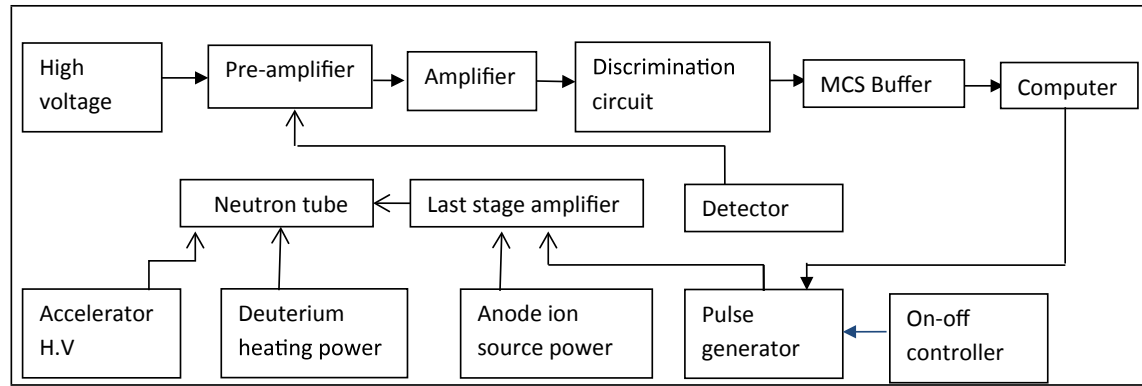 High
voltage
Pre-amplifier
Amplifier
Discrimination
circuit
MCS Buffer
Computer
Neutron tube
Last stage amplifier
Detector
Accelerator
H.V
Deuterium
heating power
Anode ion
source power
Pulse
generator
On-off
controller